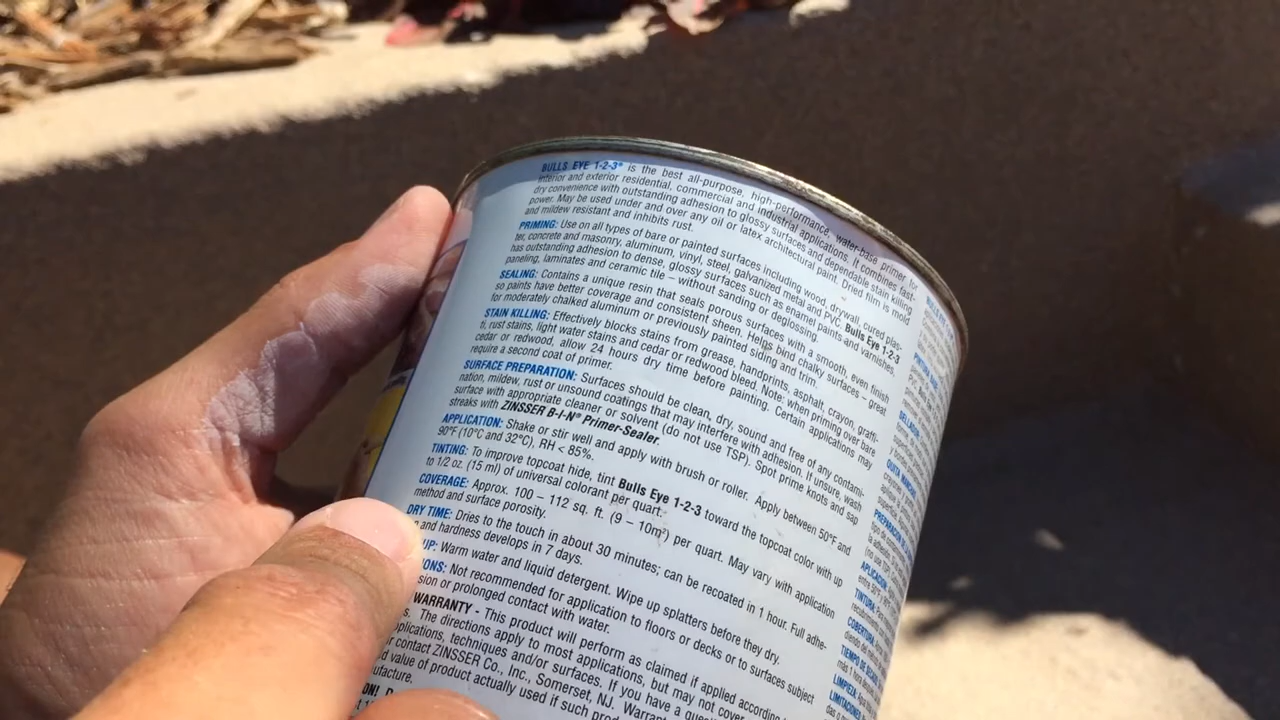 BULLS EYE 1-2-3® is the best all-purpose, high-performance, water-base primer for
interior and exterior residential, commercial and industrial applications. It combines fast-
dry convenience with outstanding adhesion to glossy surfaces and dependable stain killing
power. May be used under and over any oil or latex architectural paint. Dried film is mold
and mildew resistant and inhibits rust.
PRIMING: Use on all types of bare or painted surfaces including wood, drywall, cured plas-
ter, concrete and masonry, aluminum, vinyl, steel, galvanized metal and PVC. Bulls Eye 1-2-3
has outstanding adhesion to dense, glossy surfaces such as enamel paints and varnishes,
paneling, laminates and ceramic tile – without sanding or deglossing.
SEALING: Contains a unique resin that seals porous surfaces with a smooth, even finish
so paints have better coverage and consistent sheen. Helps bind chalky surfaces – great
for moderately chalked aluminum or previously painted siding and trim.
STAIN KILLING: Effectively blocks stains from grease, handprints, asphalt, crayon, graffi-
ti, rust stains, light water stains and cedar or redwood bleed. Note: when priming over bare
cedar or redwood, allow 24 hours dry time before painting. Certain applications may
require a second coat of primer.
SURFACE PREPARATION: Surfaces should be clean, dry, sound and free of any contami-
nation, mildew, rust or unsound coatings that may interfere with adhesion. If unsure, wash
surface with appropriate cleaner or solvent (do not use TSP). Spot prime knots and sap
streaks with ZINSSER B-I-N® Primer-Sealer.
APPLICATION: Shake or stir well and apply with brush or roller. Apply between 50°F and
90°F (10°C and 32°C), RH < 85%.
TINTING: To improve topcoat hide, tint Bulls Eye 1-2-3 toward the topcoat color with up
to 1/2 oz. (15 ml) of universal colorant per quart.
COVERAGE: Approx. 100 – 112 sq. ft. (9 – 10m²) per quart. May vary with application
method and surface porosity.
DRY TIME: Dries to the touch in about 30 minutes; can be recoated in 1 hour. Full adhe-
and hardness develops in 7 days.
UP: Warm water and liquid detergent. Wipe up splatters before they dry.
IONS: Not recommended for application to floors or decks or to surfaces subject
sion or prolonged contact with water.
WARRANTY - This product will perform as claimed if applied according
The directions apply to most applications, but may not cover
pplications, techniques and/or surfaces. If you have a
contact ZINSSER Co., Inc., Somerset, NJ.
d value of product actually used if such
ufacture.
SELLADOR
QUITA MANCHAS
APLICACIÓN:
TINTURA:
COBERTURA:
TIEMPO DE
LIMPIEZA: